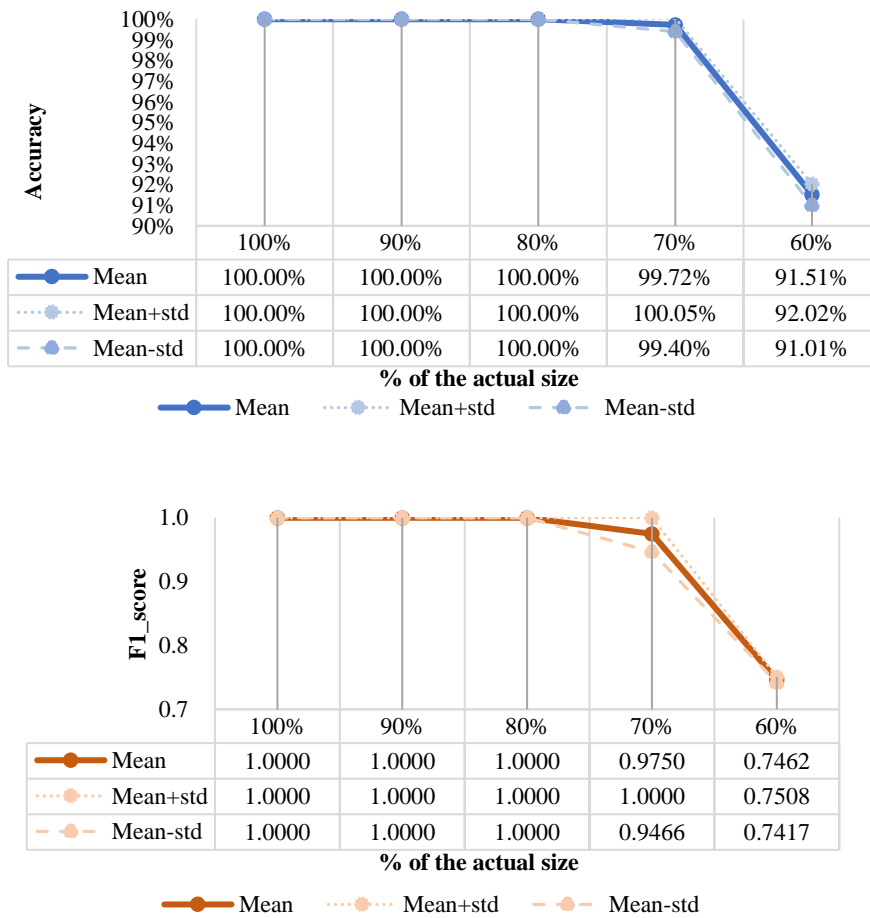 100%
99%
98%
97%
96%
95%
94%
93%
92%
91%
90%
Accuracy
100% 90% 80% 70% 60%
Mean 100.00% 100.00% 100.00% 99.72% 91.51%
Mean+std 100.00% 100.00% 100.00% 100.05% 92.02%
Mean-std 100.00% 100.00% 100.00% 99.40% 91.01%
% of the actual size
Mean Mean+std Mean-std
1.0
0.9
0.8
0.7
F1_score
100% 90% 80% 70% 60%
Mean 1.0000 1.0000 1.0000 0.9750 0.7462
Mean+std 1.0000 1.0000 1.0000 1.0000 0.7508
Mean-std 1.0000 1.0000 1.0000 0.9466 0.7417
% of the actual size
Mean Mean+std Mean-std